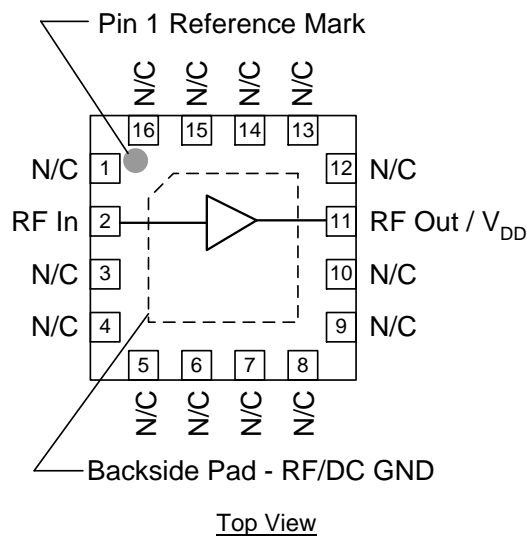 Pin 1 Reference Mark
N/C N/C N/C N/C
16 15 14 13
N/C 1 12 N/C
RF In 2 11 RF Out / VDD
N/C 3 10 N/C
N/C 4 9 N/C
5 6 7 8
N/C N/C N/C N/C
Backside Pad - RF/DC GND
Top View